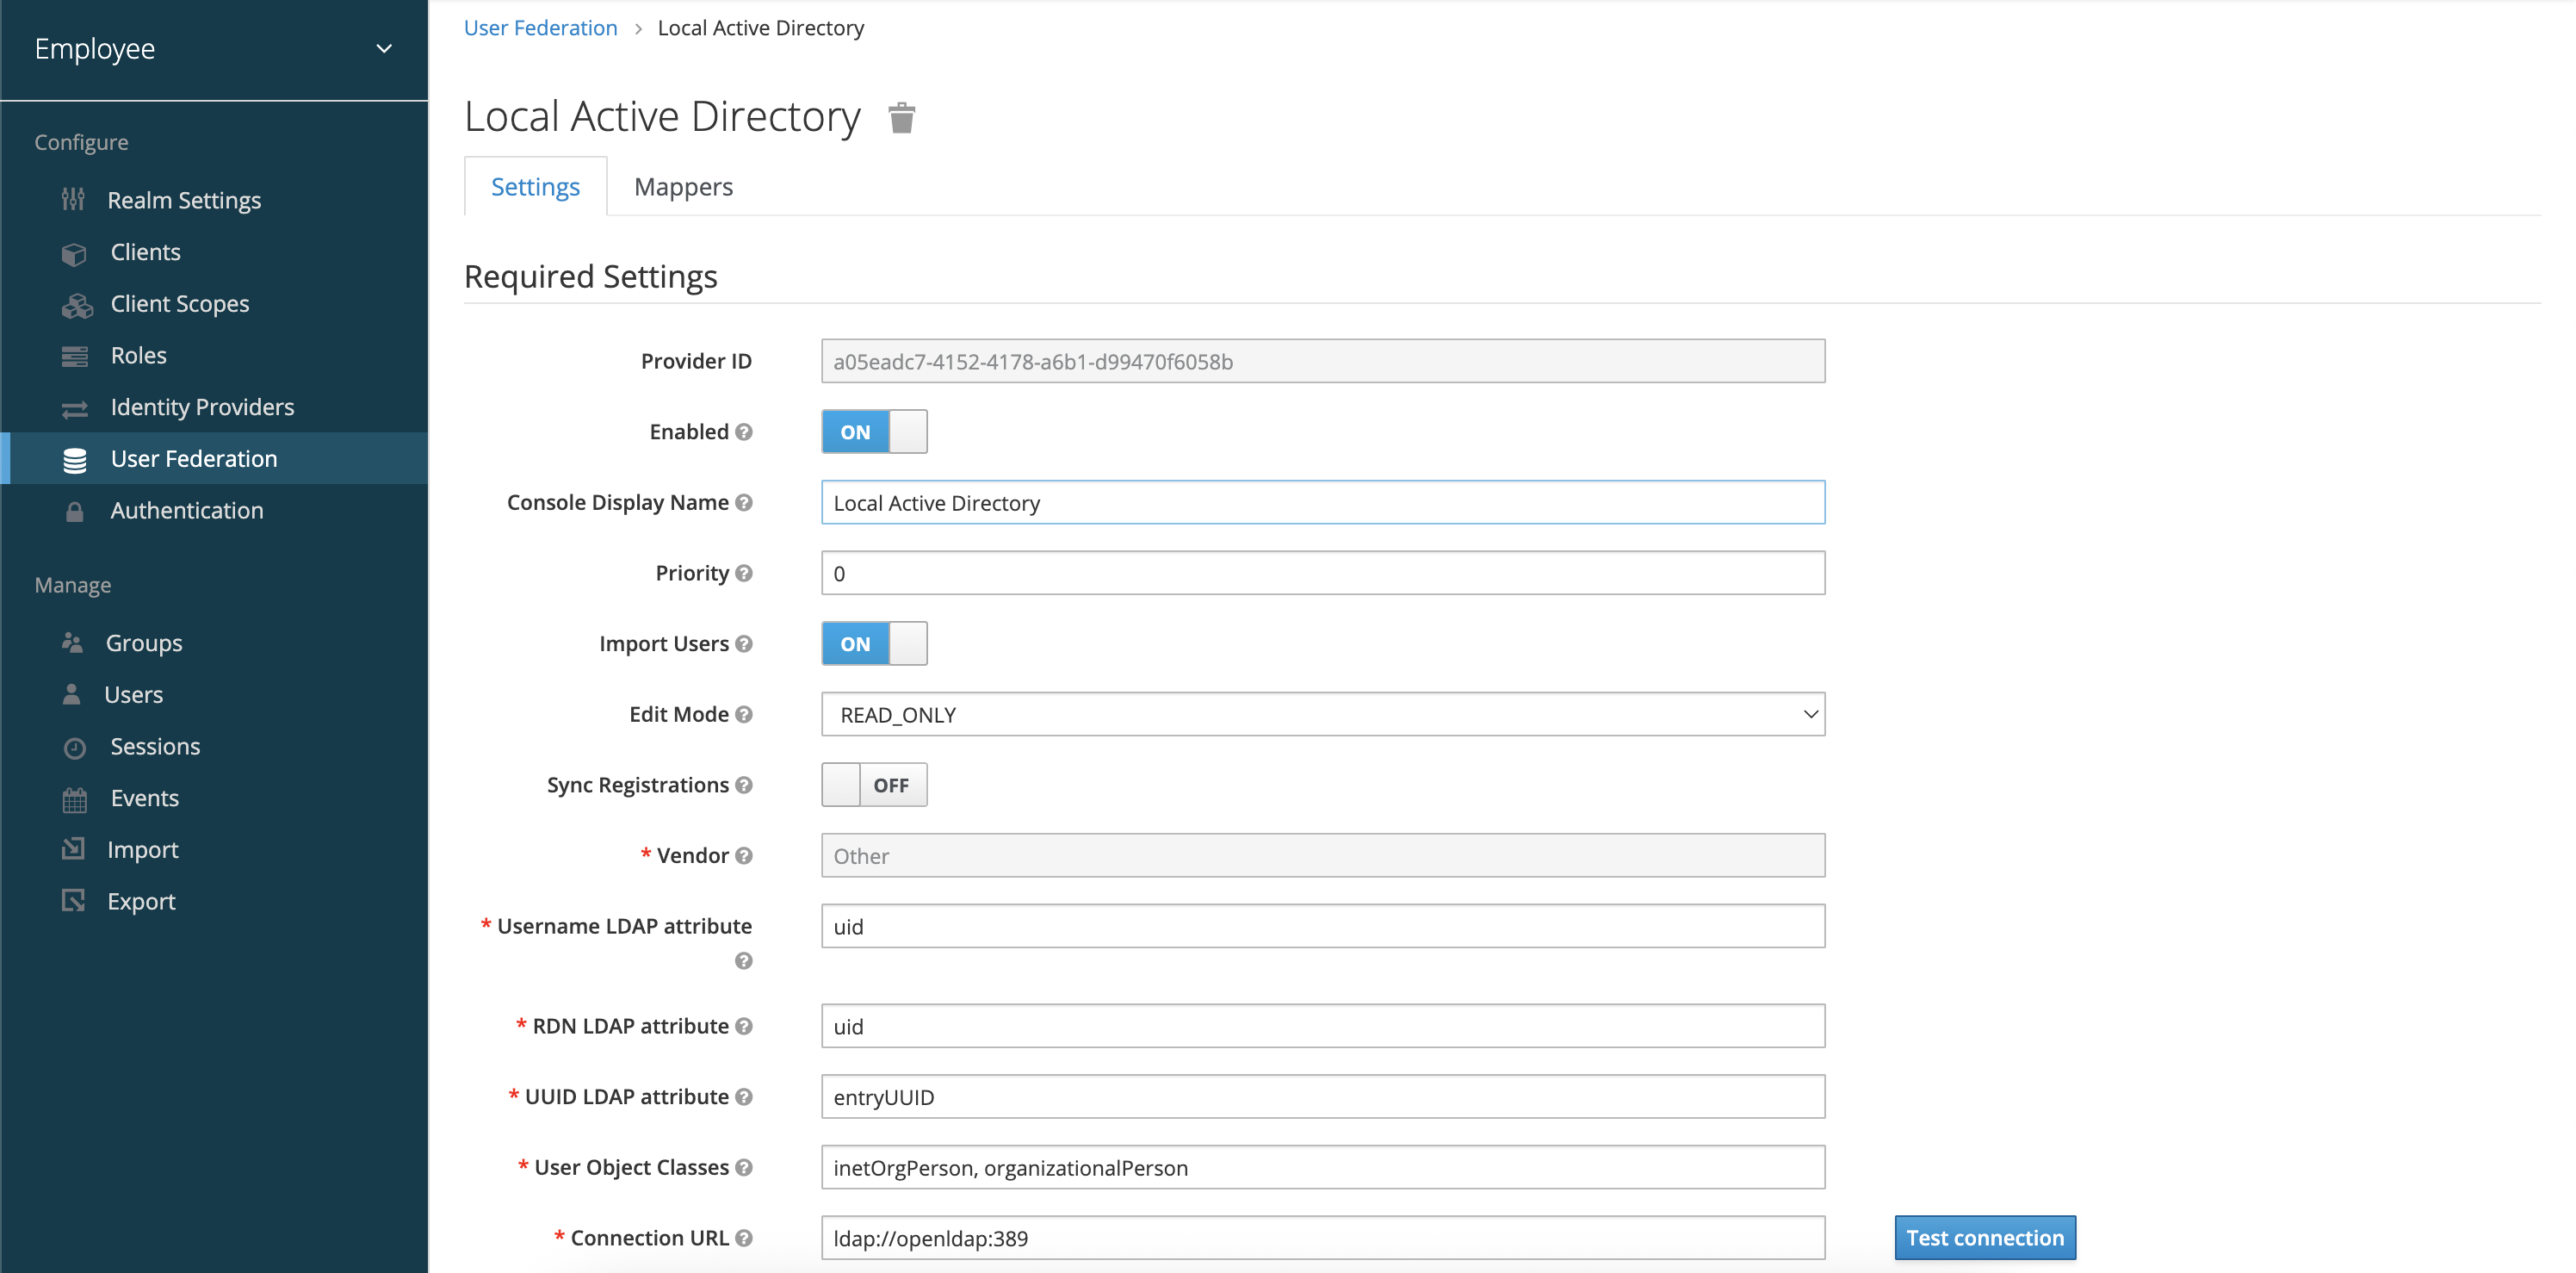 Employee
Configure
Realm Settings
Clients
Client Scopes
Roles
Identity Providers
User Federation
Authentication
Manage
Groups
Users
Sessions
Events
Import
Export
User Federation > Local Active Directory
Local Active Directory
Settings Mappers
Required Settings
Provider ID a05eadc7-4152-4178-a6b1-d99470f6058b
Enabled ON
Console Display Name Local Active Directory
Priority 0
Import Users ON
Edit Mode READ_ONLY
Sync Registrations OFF
* Vendor Other
* Username LDAP attribute uid
* RDN LDAP attribute uid
* UUID LDAP attribute entryUUID
* User Object Classes inetOrgPerson, organizationalPerson
* Connection URL ldap://openldap:389 Test connection